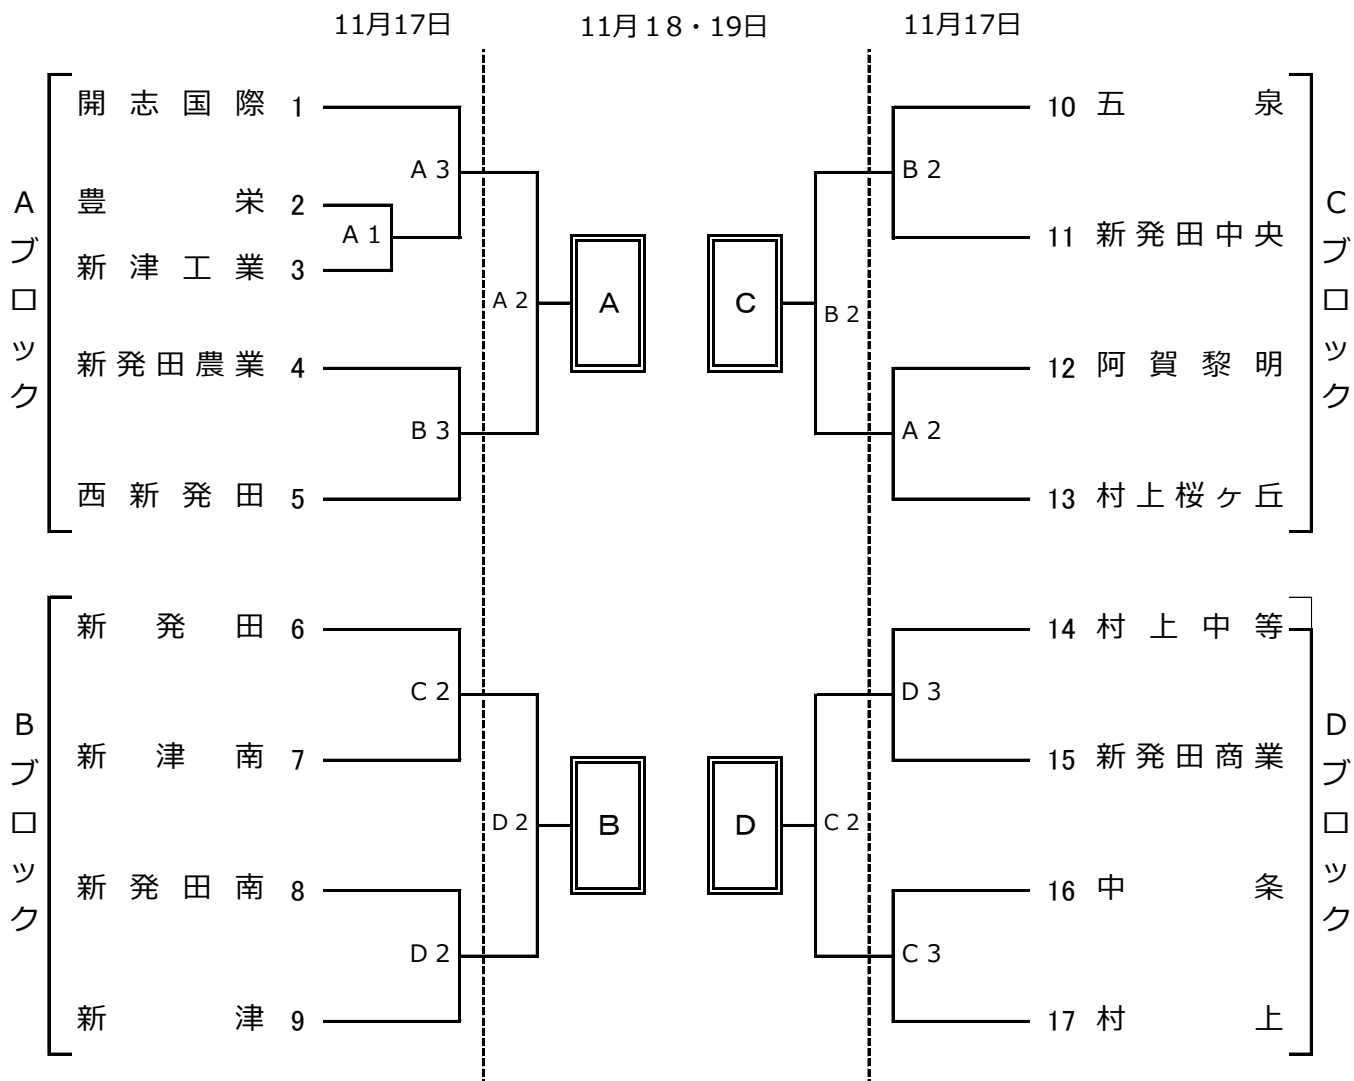 11月17日 11月１８・19日 11月17日
Aブロック
開志国際 1
豊栄 2
新津工業 3
新発田農業 4
西新発田 5
A 3
A 1
B 3
A 2
A
Bブロック
新発田 6
新津南 7
新発田南 8
新津 9
C 2
D 2
D 2
B
Cブロック
10 五泉
11 新発田中央
12 阿賀黎明
13 村上桜ヶ丘
B 2
A 2
B 2
C
Dブロック
14 村上中等
15 新発田商業
16 中条
17 村上
D 3
C 3
C 2
D